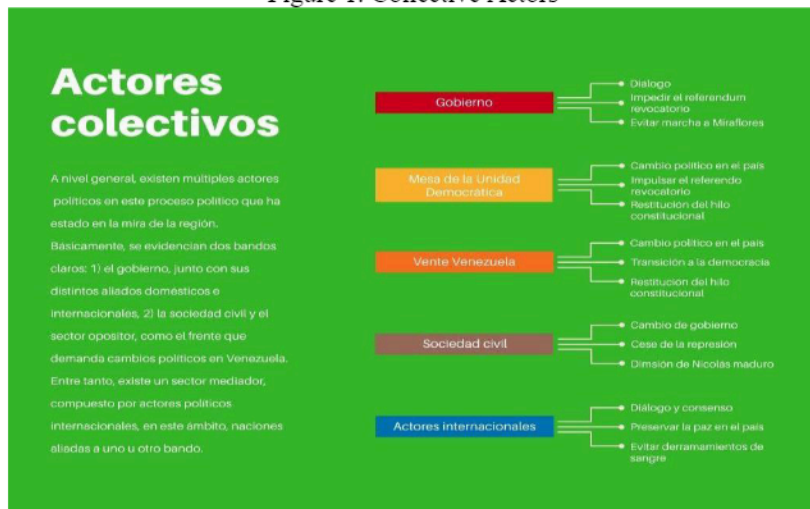 Figure 1. Collective Actors
Actores
colectivos
A nivel general, existen múltiples actores
políticos en este proceso político que ha
estado en la mira de la región.
Básicamente, se evidencian dos bandos
claros: 1) el gobierno, junto con sus
distintos aliados domésticos e
internacionales, 2) la sociedad civil y el
sector opositor, como el frente que
demanda cambios políticos en Venezuela.
Entre tanto, existe un sector mediador,
compuesto por actores políticos
internacionales, en este ámbito, naciones
aliadas a uno u otro bando.
Gobierno
Dialogo
Impedir el referendum
revocatorio
Evitar marcha a Miraflores
Mesa de la Unidad
Democrática
Cambio político en el país
Impulsar el referendo
revocatorio
Restitución del hilo
constitucional
Vente Venezuela
Cambio político en el país
Transición a la democracia
Restitución del hilo
constitucional
Sociedad civil
Cambio de gobierno
Cese de la represión
Dimsión de Nicolás maduro
Actores internacionales
Diálogo y consenso
Preservar la paz en el país
Evitar derramamientos de
sangre